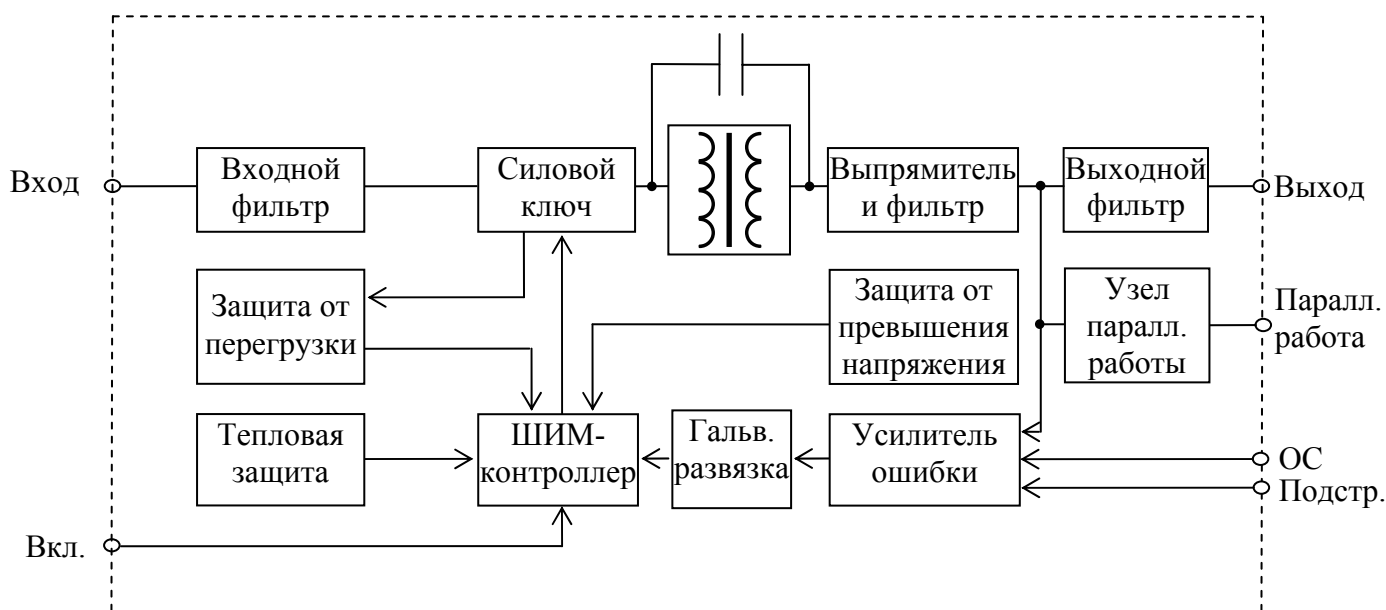 Вход
Входной
фильтр
Силовой
ключ
Выпрямитель
и фильтр
Выходной
фильтр
Выход
Защита от
перегрузки
Защита от
превышения
напряжения
Узел
паралл.
работы
Паралл.
работа
Тепловая
защита
ШИМ-
контроллер
Гальв.
развязка
Усилитель
ошибки
ОС
Подстр.
Вкл.